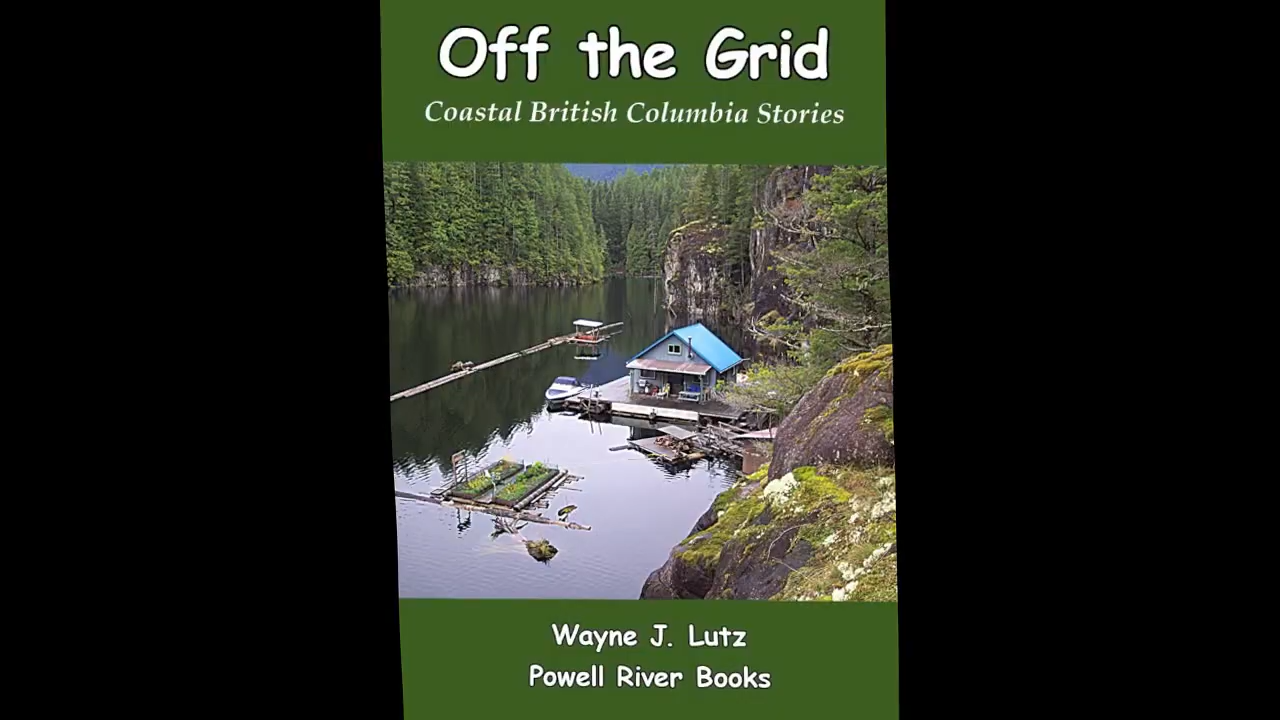 Off the Grid
Coastal British Columbia Stories
Wayne J. Lutz
Powell River Books